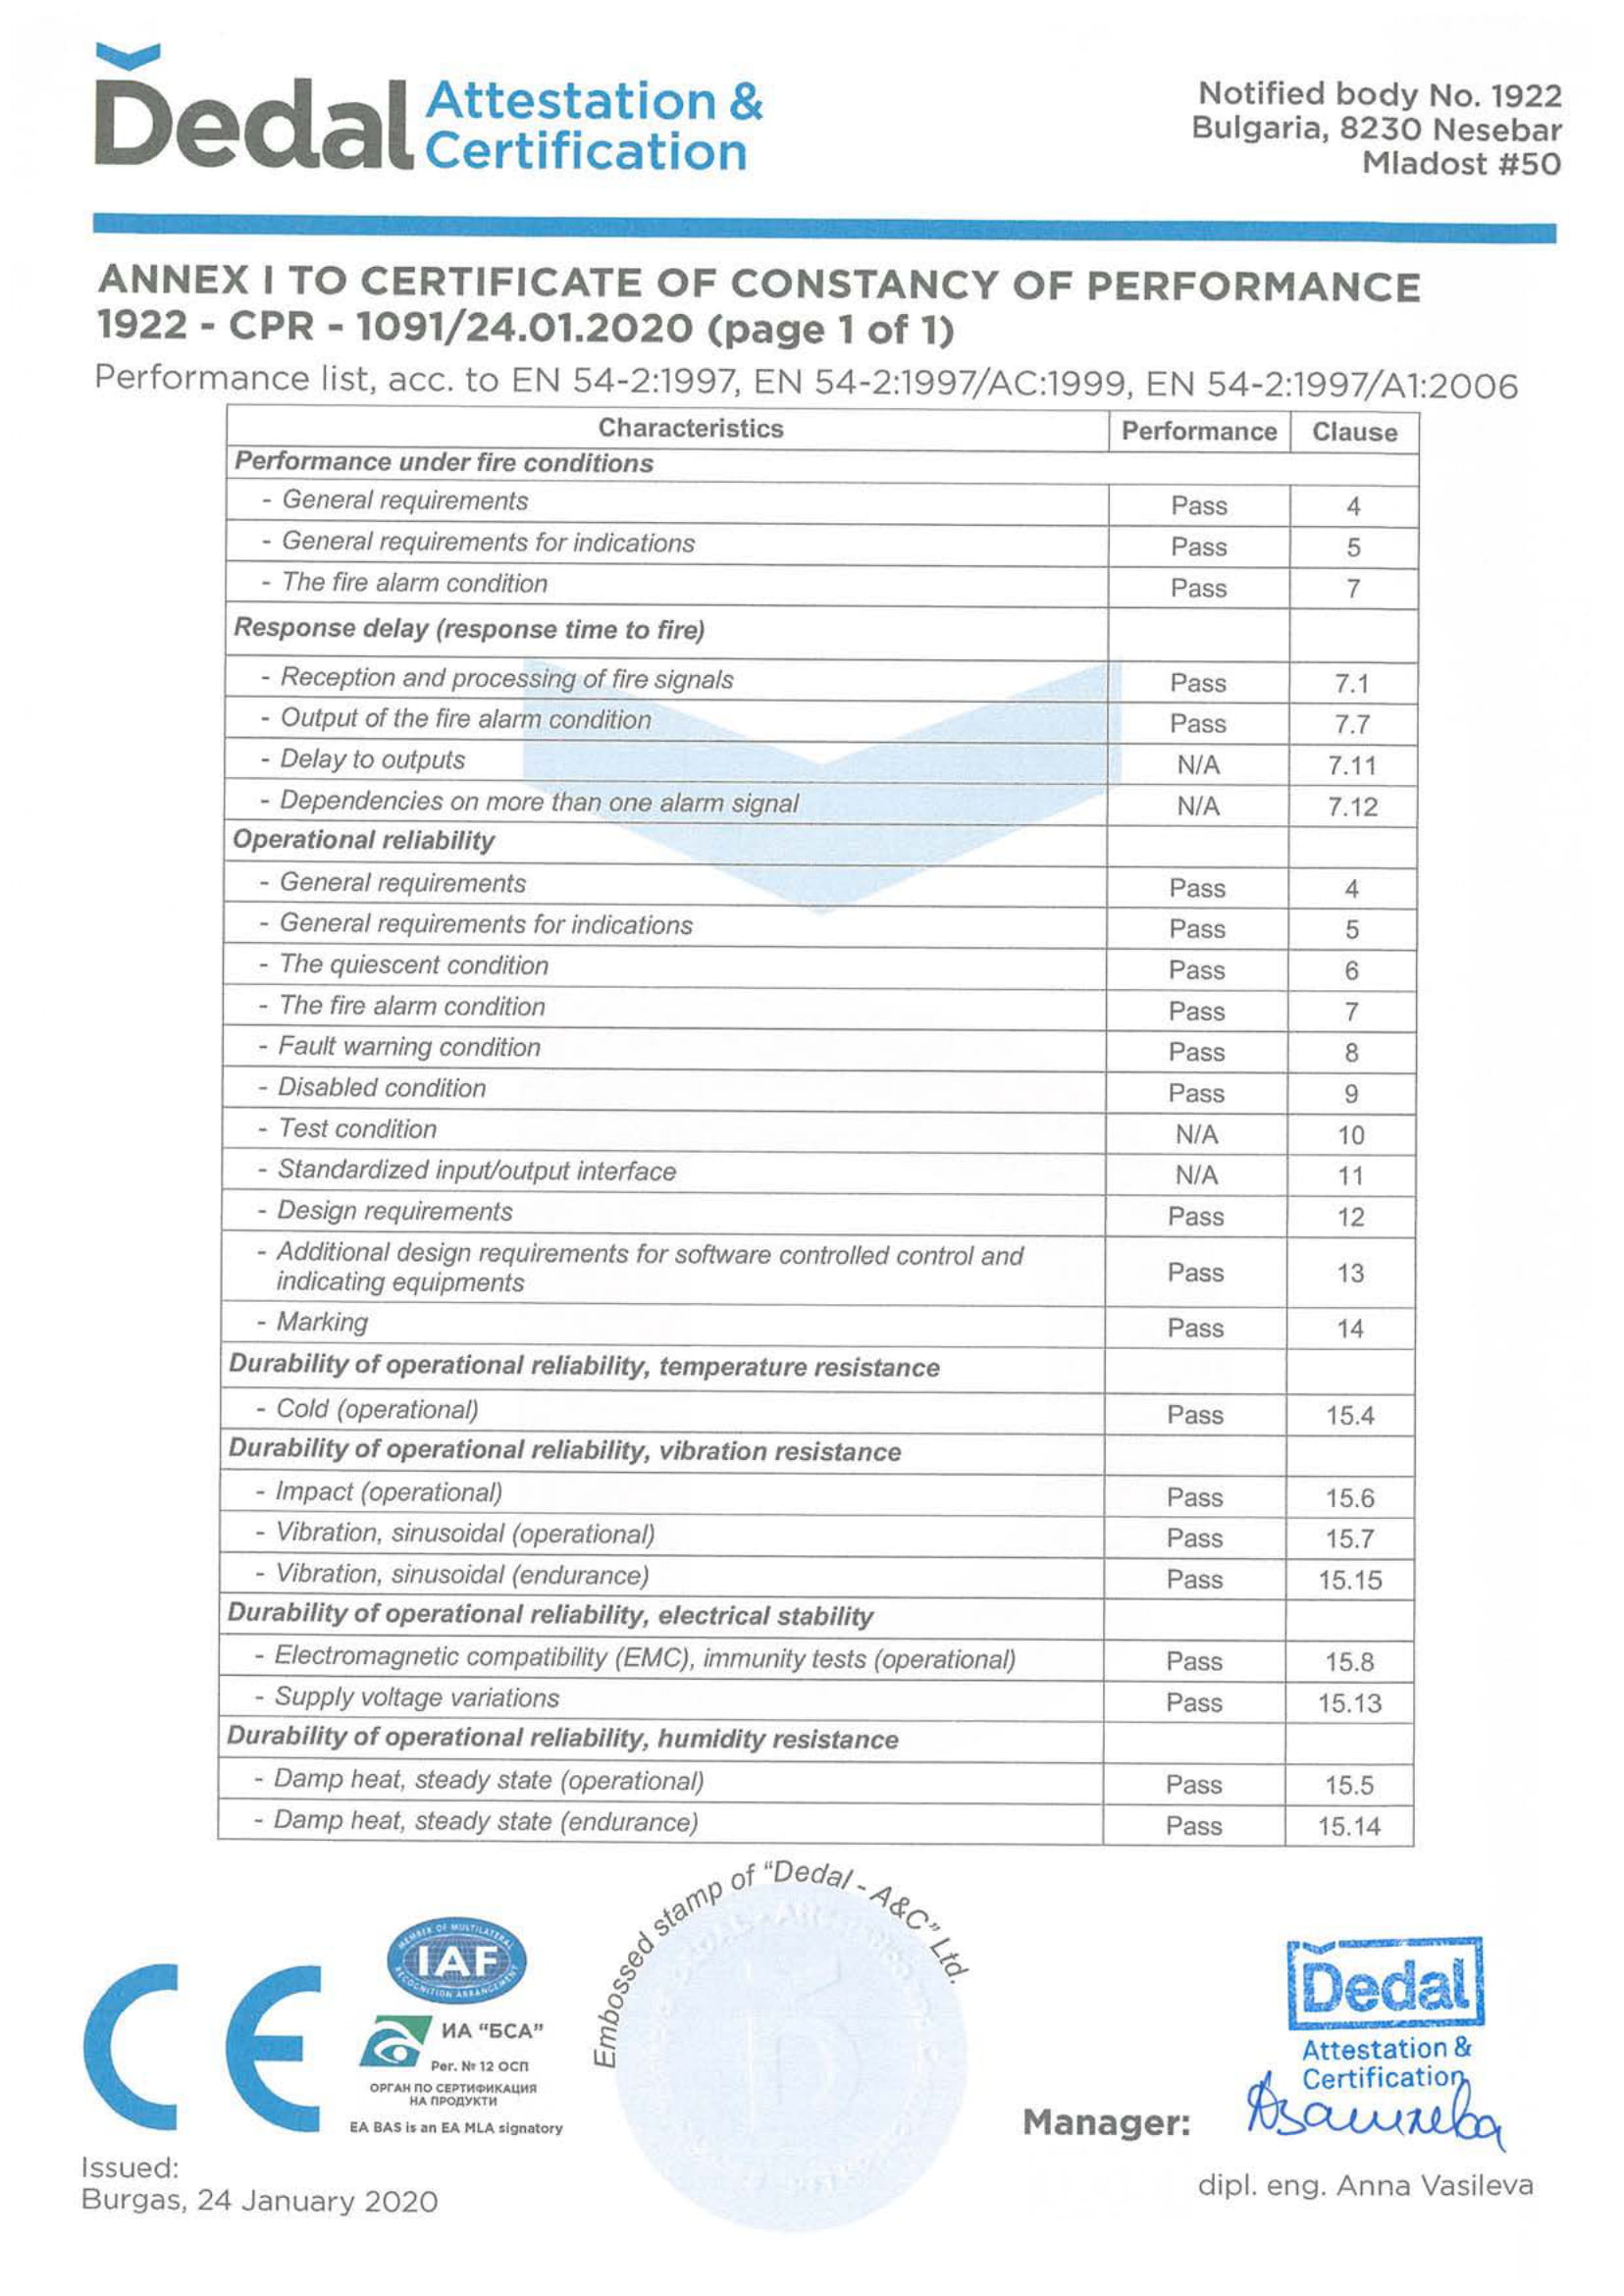 Dedal Attestation &
Certification
Notified body No. 1922
Bulgaria, 8230 Nesebar
Mladost #50
ANNEX I TO CERTIFICATE OF CONSTANCY OF PERFORMANCE
1922 - CPR - 1091/24.01.2020 (page 1 of 1)
Performance list, acc. to EN 54-2:1997, EN 54-2:1997/AC:1999, EN 54-2:1997/A1:2006
Characteristics Performance Clause
Performance under fire conditions
- General requirements Pass 4
- General requirements for indications Pass 5
- The fire alarm condition Pass 7
Response delay (response time to fire)
- Reception and processing of fire signals Pass 7.1
- Output of the fire alarm condition Pass 7.7
- Delay to outputs N/A 7.11
- Dependencies on more than one alarm signal N/A 7.12
Operational reliability
- General requirements Pass 4
- General requirements for indications Pass 5
- The quiescent condition Pass 6
- The fire alarm condition Pass 7
- Fault warning condition Pass 8
- Disabled condition Pass 9
- Test condition N/A 10
- Standardized input/output interface N/A 11
- Design requirements Pass 12
- Additional design requirements for software controlled control and
indicating equipments Pass 13
- Marking Pass 14
Durability of operational reliability, temperature resistance
- Cold (operational) Pass 15.4
Durability of operational reliability, vibration resistance
- Impact (operational) Pass 15.6
- Vibration, sinusoidal (operational) Pass 15.7
- Vibration, sinusoidal (endurance) Pass 15.15
Durability of operational reliability, electrical stability
- Electromagnetic compatibility (EMC), immunity tests (operational) Pass 15.8
- Supply voltage variations Pass 15.13
Durability of operational reliability, humidity resistance
- Damp heat, steady state (operational) Pass 15.5
- Damp heat, steady state (endurance) Pass 15.14
CE
MEMBER OF MULTILATERAL
IAF
RECOGNITION ARRANGEMENT
ИА "БСА"
Рег. № 12 ОСП
ОРГАН ПО СЕРТИФИКАЦИЯ
НА ПРОДУКТИ
EA BAS is an EA MLA signatory
Embossed stamp of "Dedal - A&C" Ltd.
Dedal
Attestation &
Certification
Manager:
dipl. eng. Anna Vasileva
Issued:
Burgas, 24 January 2020